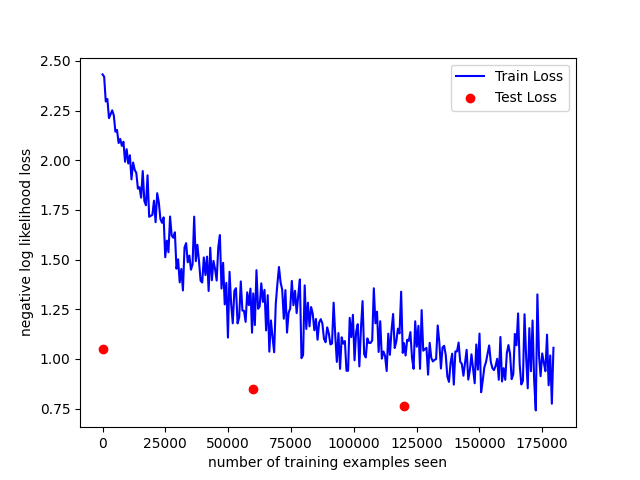 2.50
2.25
2.00
1.75
1.50
1.25
1.00
0.75
negative log likelihood loss
Train Loss
Test Loss
0 25000 50000 75000 100000 125000 150000 175000
number of training examples seen